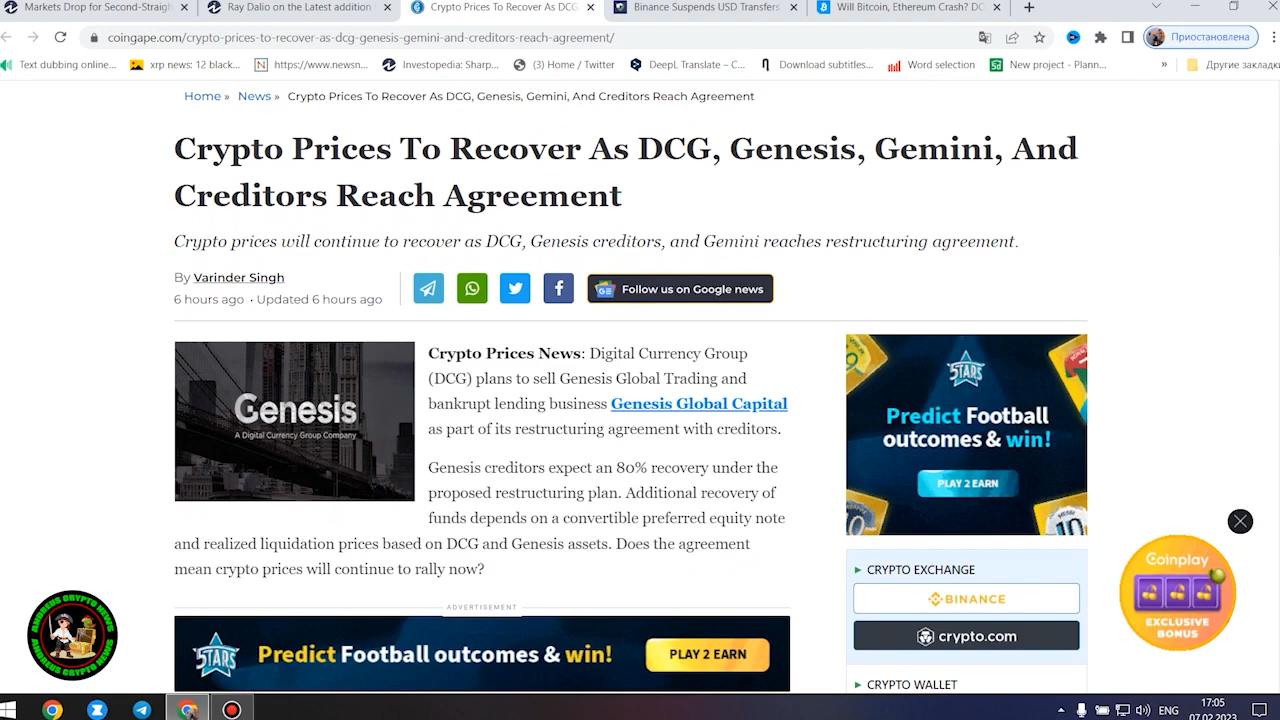 Markets Drop for Second-Straigh
Ray Dalio on the Latest addition
Crypto Prices To Recover As DCG,
Binance Suspends USD Transfers
Will Bitcoin, Ethereum Crash? DC
coingape.com/crypto-prices-to-recover-as-dcg-genesis-gemini-and-creditors-reach-agreement/
Приостановлена
Text dubbing online...
xrp news: 12 black...
https://www.newsn...
Investopedia: Sharp...
(3) Home / Twitter
DeepL Translate – C...
Download subtitles...
Word selection
New project - Plann...
»
Другие закладки
Home » News » Crypto Prices To Recover As DCG, Genesis, Gemini, And Creditors Reach Agreement
Crypto Prices To Recover As DCG, Genesis, Gemini, And
Creditors Reach Agreement
Crypto prices will continue to recover as DCG, Genesis creditors, and Gemini reaches restructuring agreement.
By Varinder Singh
6 hours ago · Updated 6 hours ago
Follow us on Google news
Genesis
A Digital Currency Group Company
Crypto Prices News: Digital Currency Group
(DCG) plans to sell Genesis Global Trading and
bankrupt lending business Genesis Global Capital
as part of its restructuring agreement with creditors.
Genesis creditors expect an 80% recovery under the
proposed restructuring plan. Additional recovery of
funds depends on a convertible preferred equity note
and realized liquidation prices based on DCG and Genesis assets. Does the agreement
mean crypto prices will continue to rally now?
ADVERTISEMENT
STARS
Predict Football outcomes & win!
PLAY 2 EARN
STARS
Predict Football
outcomes & win!
PLAY 2 EARN
10
CRYPTO EXCHANGE
BINANCE
crypto.com
CRYPTO WALLET
Coinplay
EXCLUSIVE
BONUS
ANDREUS CRYPTO NEWS
ANDREUS CRYPTO NEWS
ENG
17:05
07.02.2023